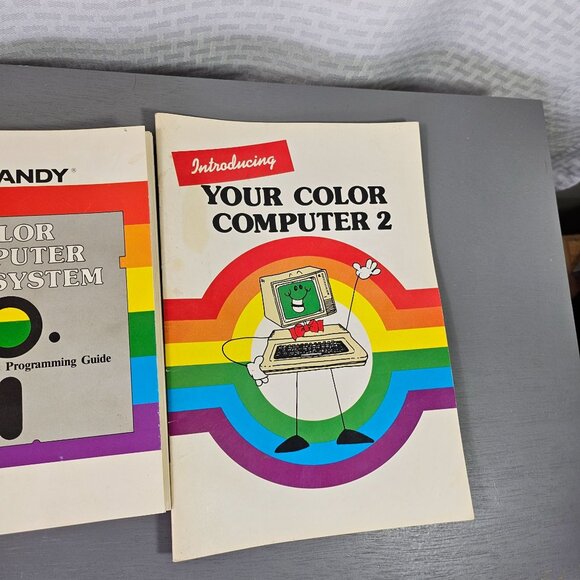 ANDY®
LOR
PUTER
SYSTEM
Programming Guide
Introducing
YOUR COLOR
COMPUTER 2